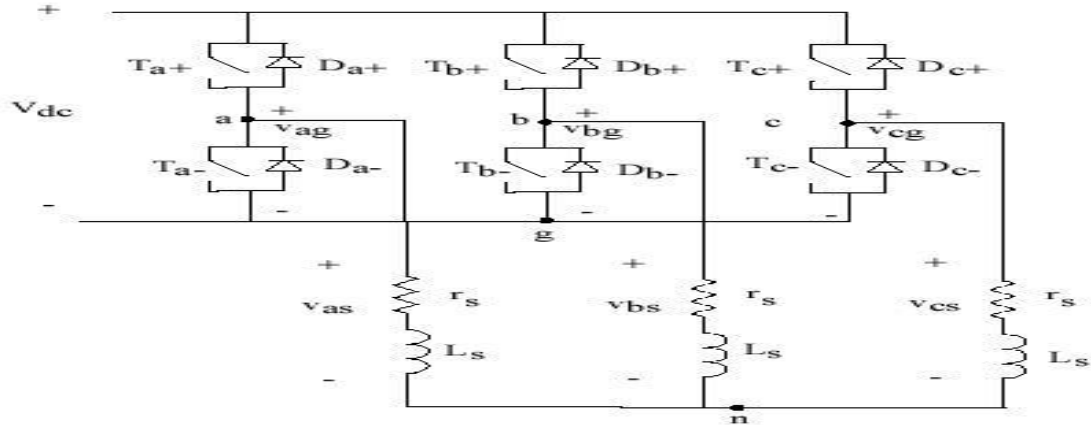 + + +
Ta+ Da+ Tb+ Db+ Tc+ Dc+
Vdc
a + b + c +
vag vbg vcg
Ta- Da- Tb- Db- Tc- Dc-
- - - -
g
+ + +
vas rs vbs rs vcs rs
Ls Ls Ls
- - -
n